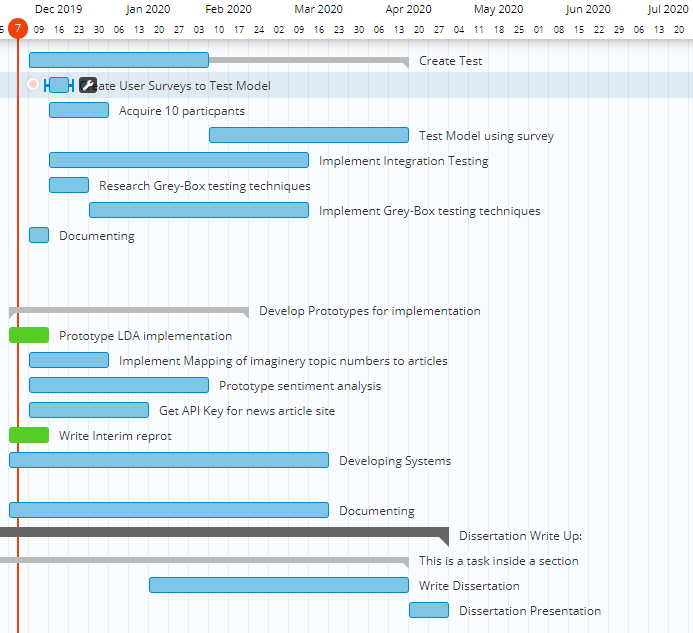 Dec 2019 Jan 2020 Feb 2020 Mar 2020 Apr 2020 May 2020 Jun 2020 Jul 2020
7 09 16 23 30 06 13 20 27 03 10 17 24 02 09 16 23 30 06 13 20 27 04 11 18 25 01 08 15 22 29 06 13 20
Create Test
eate User Surveys to Test Model
Acquire 10 particpants
Test Model using survey
Implement Integration Testing
Research Grey-Box testing techniques
Implement Grey-Box testing techniques
Documenting
Develop Prototypes for implementation
Prototype LDA implementation
Implement Mapping of imaginery topic numbers to articles
Prototype sentiment analysis
Get API Key for news article site
Write Interim reprot
Developing Systems
Documenting
Dissertation Write Up:
This is a task inside a section
Write Dissertation
Dissertation Presentation